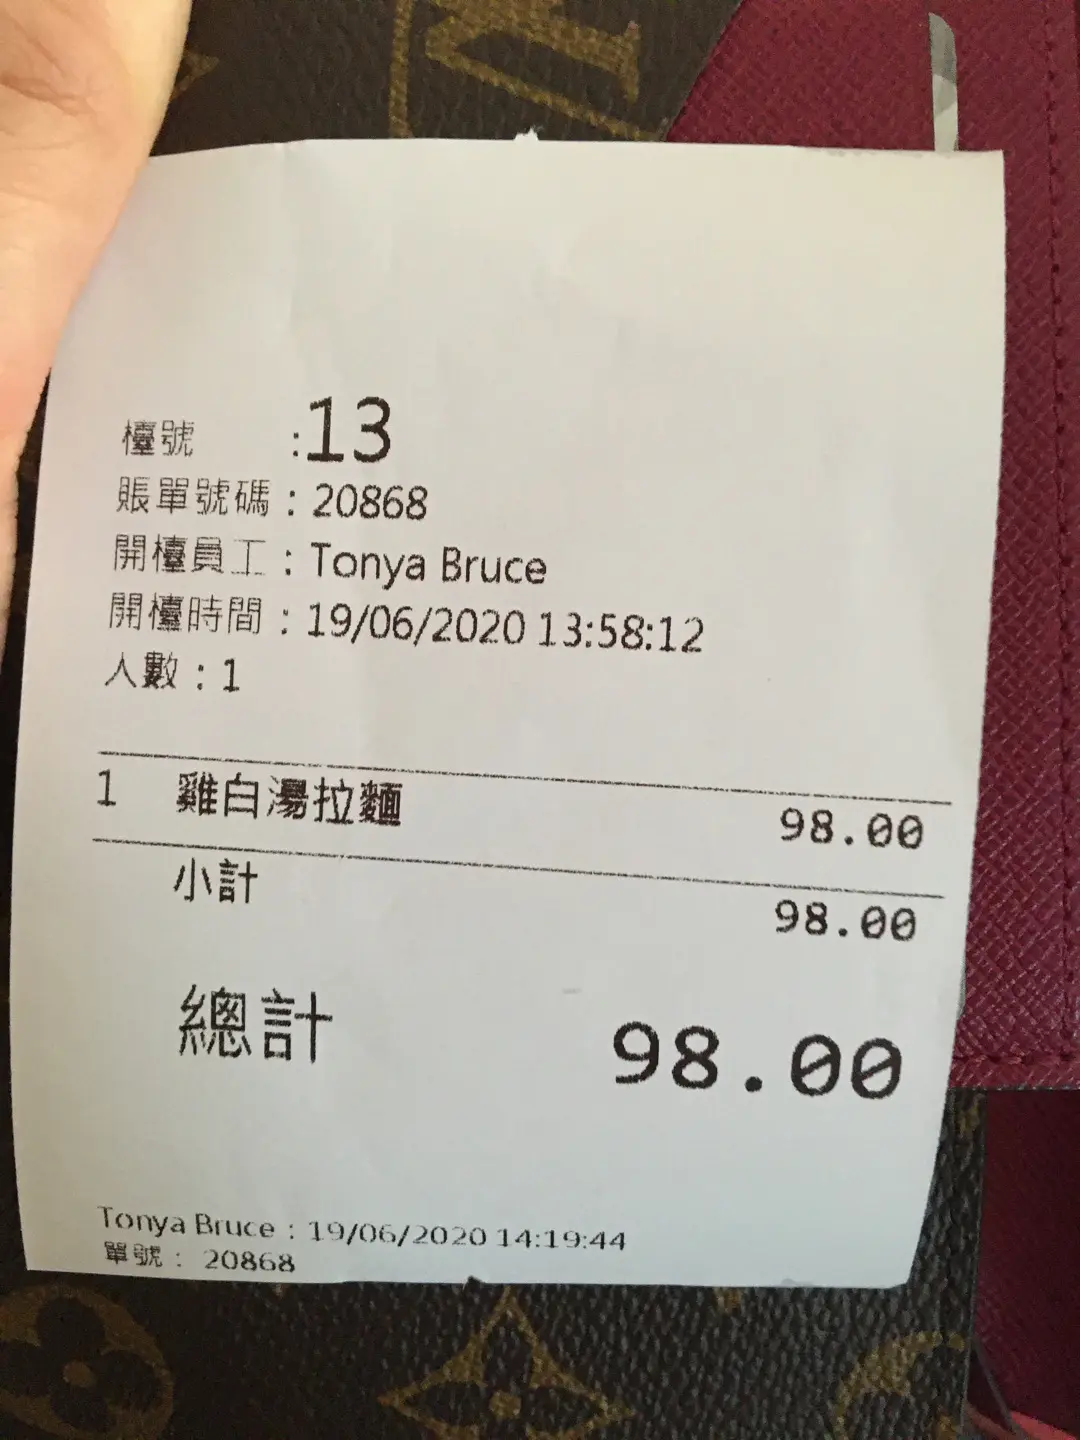 檯號 :13
賬單號碼 : 20868
開檯員工 : Tonya Bruce
開檯時間 : 19/06/2020 13:58:12
人數 : 1
1 雞白湯拉麵 98.00
小計 98.00
總計 98.00
Tonya Bruce : 19/06/2020 14:19:44
單號 : 20868